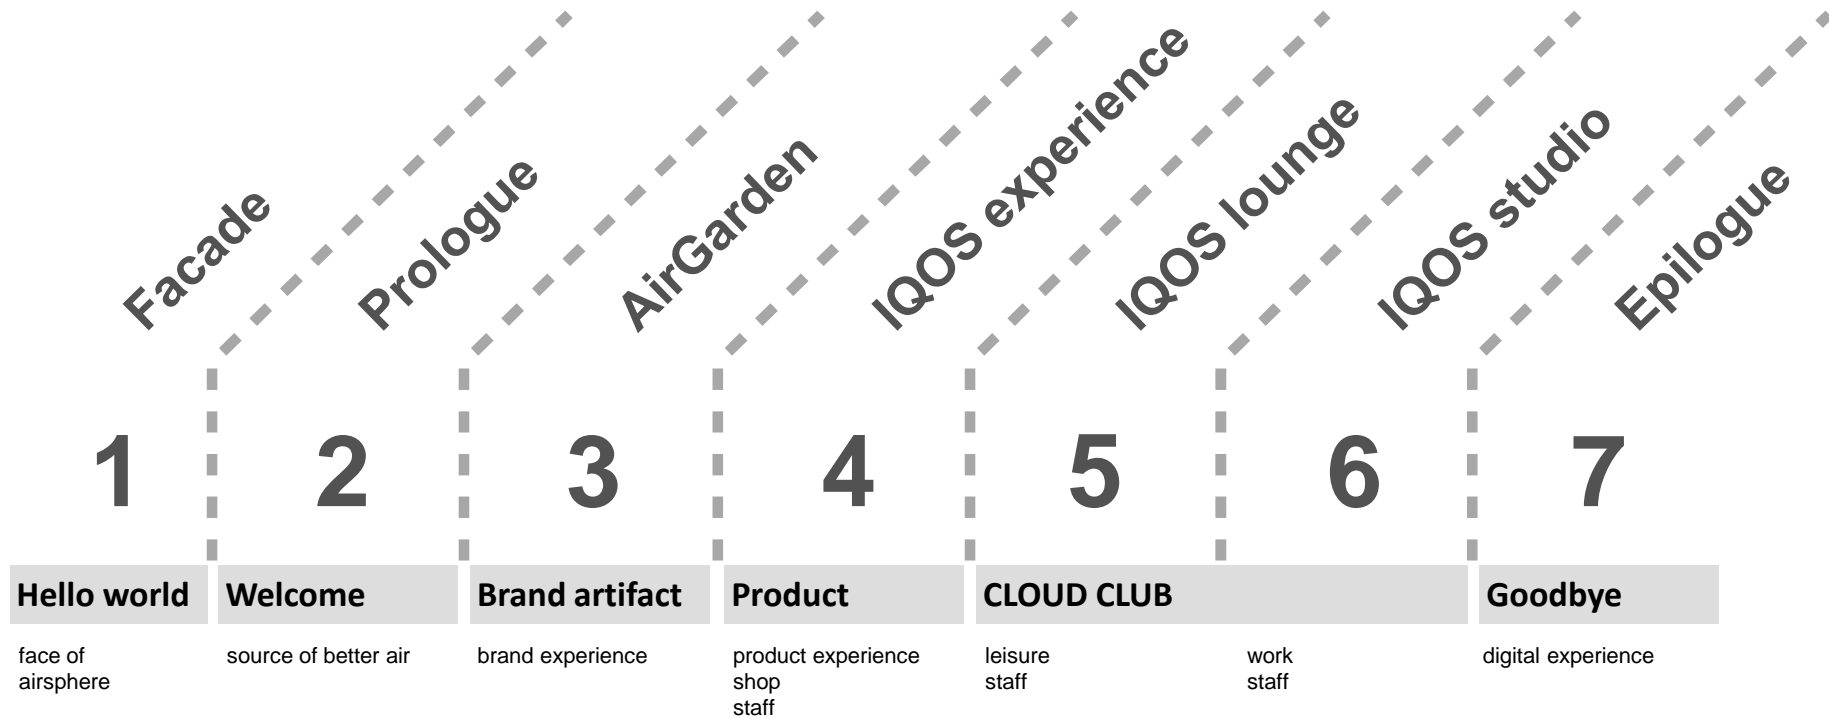 Facade
Prologue
AirGarden
IQOS experience
IQOS lounge
IQOS studio
Epilogue
1
2
3
4
5
6
7
Hello world
Welcome
Brand artifact
Product
CLOUD CLUB
Goodbye
face of
airsphere
source of better air
brand experience
product experience
shop
staff
leisure
staff
work
staff
digital experience